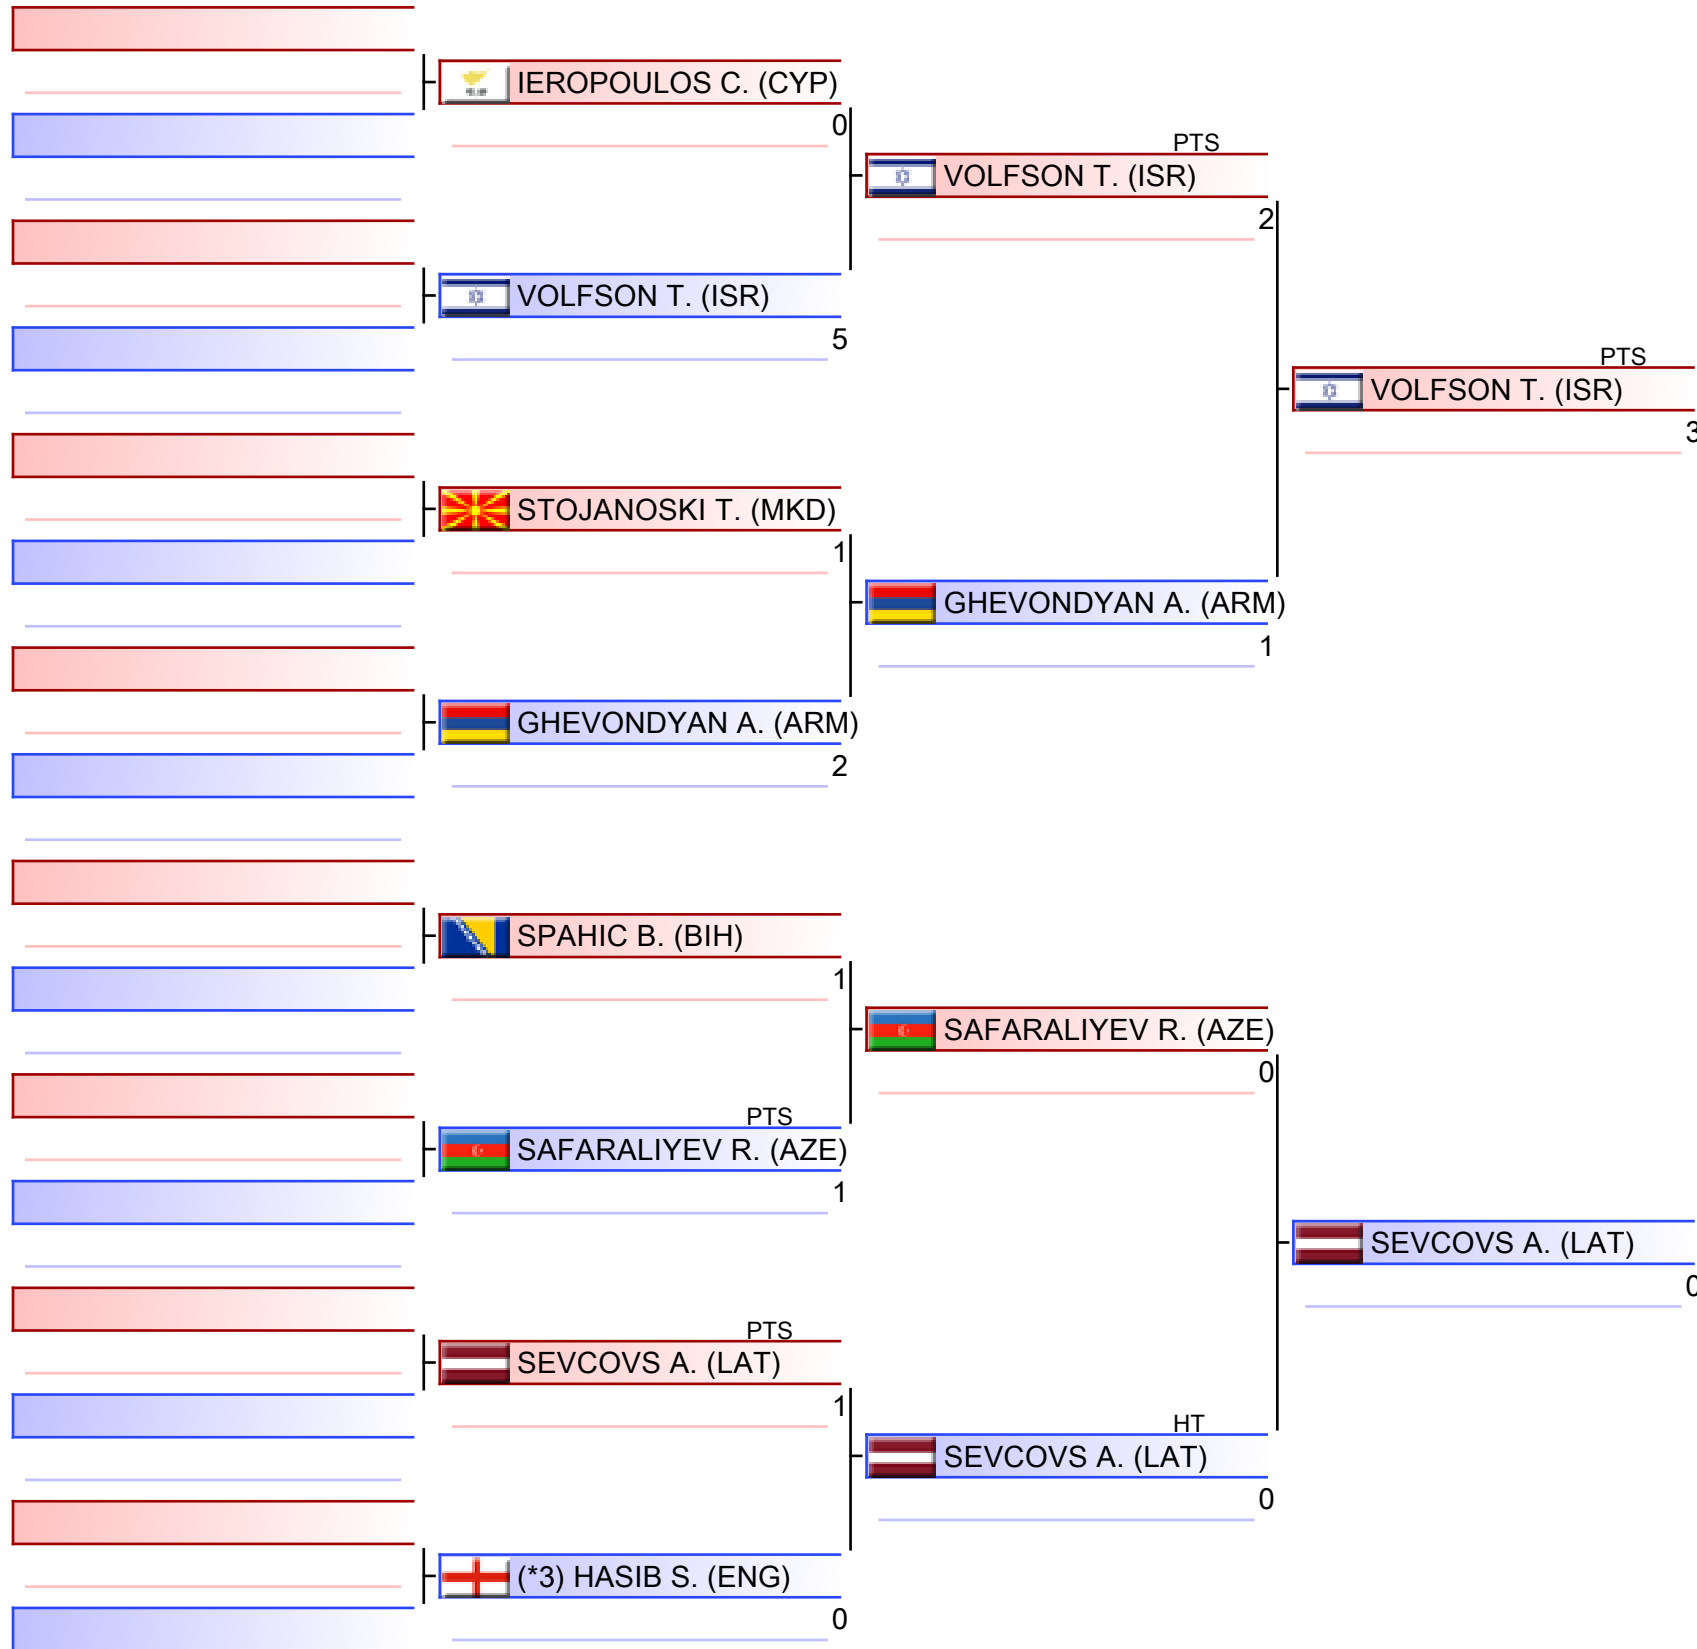 IEROPOULOS C. (CYP)
0
PTS
VOLFSON T. (ISR)
2
VOLFSON T. (ISR)
5
PTS
VOLFSON T. (ISR)
3
STOJANOSKI T. (MKD)
1
GHEVONDYAN A. (ARM)
1
GHEVONDYAN A. (ARM)
2
SPAHIC B. (BIH)
1
SAFARALIYEV R. (AZE)
0
PTS
SAFARALIYEV R. (AZE)
1
SEVCOVS A. (LAT)
0
PTS
SEVCOVS A. (LAT)
1
HT
SEVCOVS A. (LAT)
0
(*3) HASIB S. (ENG)
0